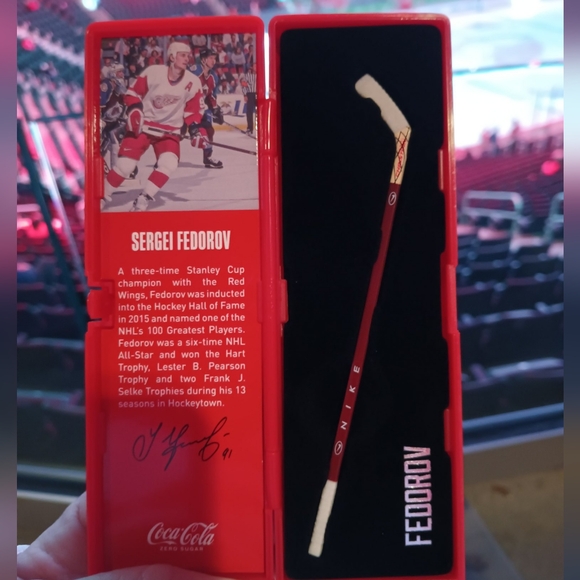 A
SERGEI FEDOROV
A three-time Stanley Cup
champion with the Red
Wings, Fedorov was inducted
into the Hockey Hall of Fame
in 2015 and named one of the
NHL's 100 Greatest Players.
Fedorov was a six-time NHL
All-Star and won the Hart
Trophy, Lester B. Pearson
Trophy and two Frank J.
Selke Trophies during his 13
seasons in Hockeytown.
91
Coca-Cola
ZERO SUGAR
NIKE
FEDOROV